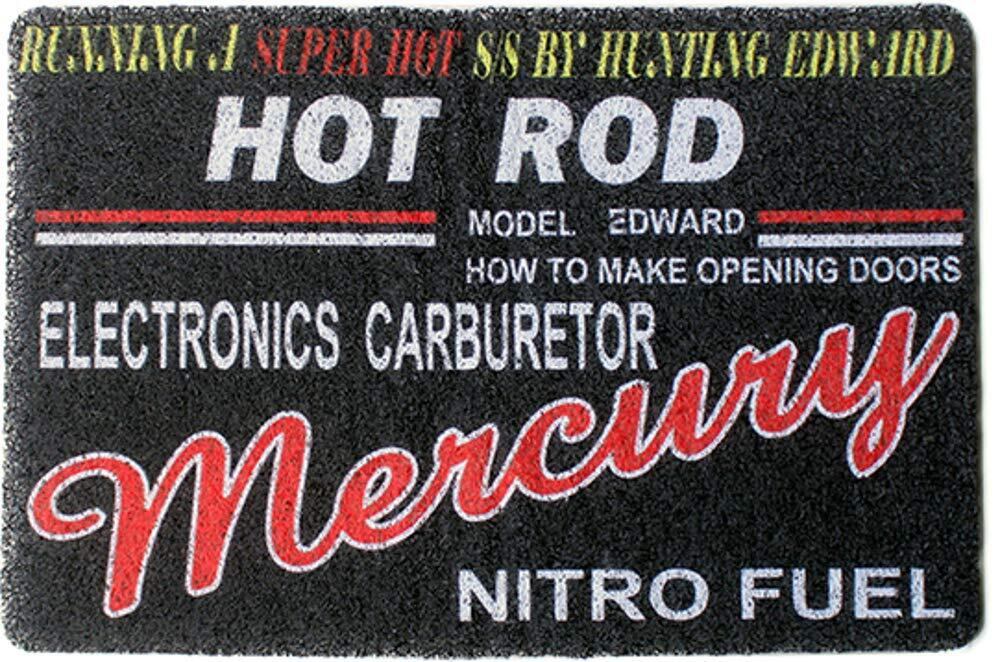 RUNNING A SUPER HOT S/S BY HUNTING EDWARD
HOT ROD
MODEL EDWARD
HOW TO MAKE OPENING DOORS
ELECTRONICS CARBURETOR
Mercury
NITRO FUEL